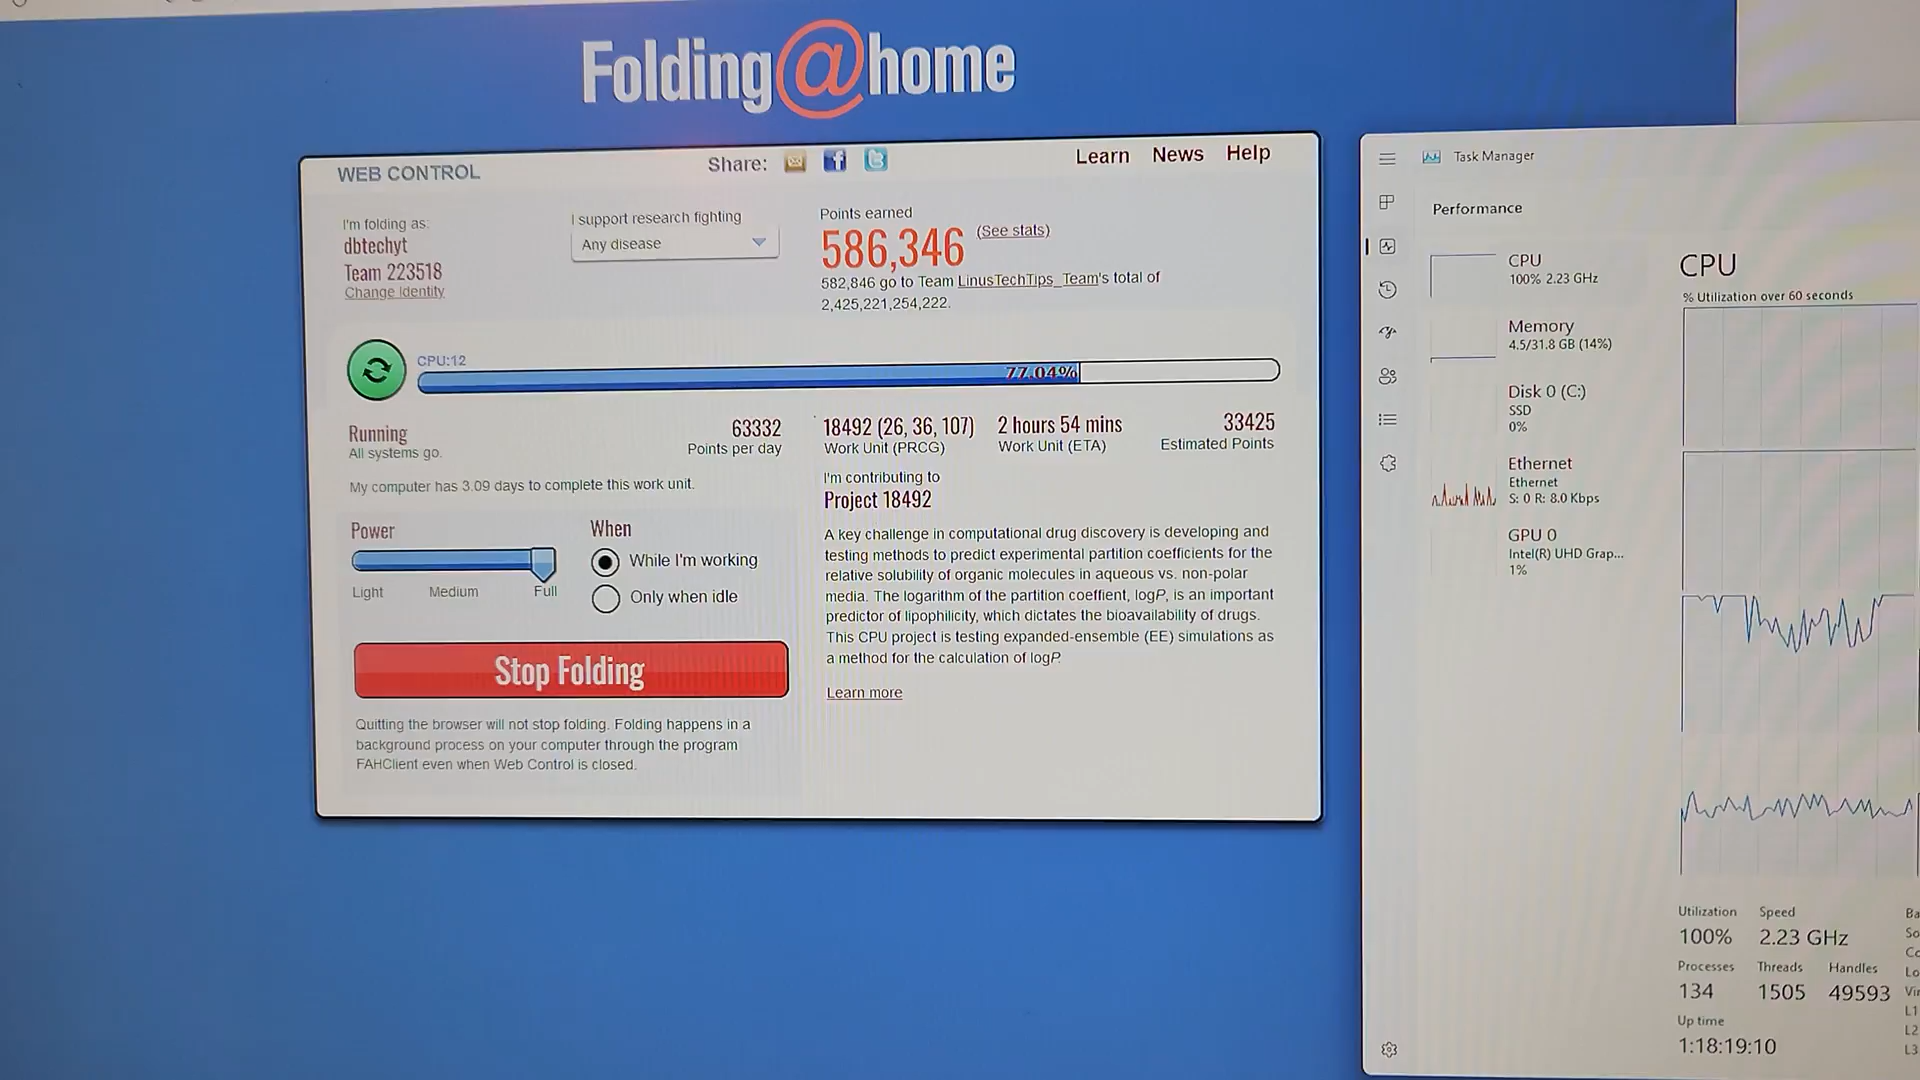 Folding@home
WEB CONTROL
Share:
Learn News Help
I'm folding as:
dbtechyt
Team 223518
Change Identity
I support research fighting
Any disease
Points earned
586,346 (See stats)
582,846 go to Team LinusTechTips_Team's total of
2,425,221,254,222.
CPU:12
77.04%
Running
All systems go.
63332
Points per day
18492 (26, 36, 107)
Work Unit (PRCG)
2 hours 54 mins
Work Unit (ETA)
33425
Estimated Points
My computer has 3.09 days to complete this work unit.
Power
Light Medium Full
When
While I'm working
Only when idle
Stop Folding
Quitting the browser will not stop folding. Folding happens in a
background process on your computer through the program
FAHClient even when Web Control is closed.
I'm contributing to
Project 18492
A key challenge in computational drug discovery is developing and
testing methods to predict experimental partition coefficients for the
relative solubility of organic molecules in aqueous vs. non-polar
media. The logarithm of the partition coeffient, logP, is an important
predictor of lipophilicity, which dictates the bioavailability of drugs.
This CPU project is testing expanded-ensemble (EE) simulations as
a method for the calculation of logP.
Learn more
Task Manager
Performance
CPU
100% 2.23 GHz
Memory
4.5/31.8 GB (14%)
Disk 0 (C:)
SSD
0%
Ethernet
Ethernet
S: 0 R: 8.0 Kbps
GPU 0
Intel(R) UHD Grap...
1%
CPU
% Utilization over 60 seconds
Utilization Speed
100% 2.23 GHz
Processes Threads Handles
134 1505 49593
Up time
1:18:19:10
Ba
So
Co
Lo
Vir
L1
L2
L3